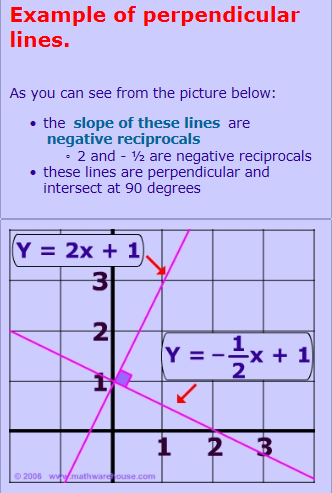 Example of perpendicular
lines.
As you can see from the picture below:
• the slope of these lines are
negative reciprocals
◦ 2 and - ½ are negative reciprocals
• these lines are perpendicular and
intersect at 90 degrees
Y = 2x + 1
3
2
Y = -1/2x + 1
1
1 2 3
© 2006 www.mathwarehouse.com